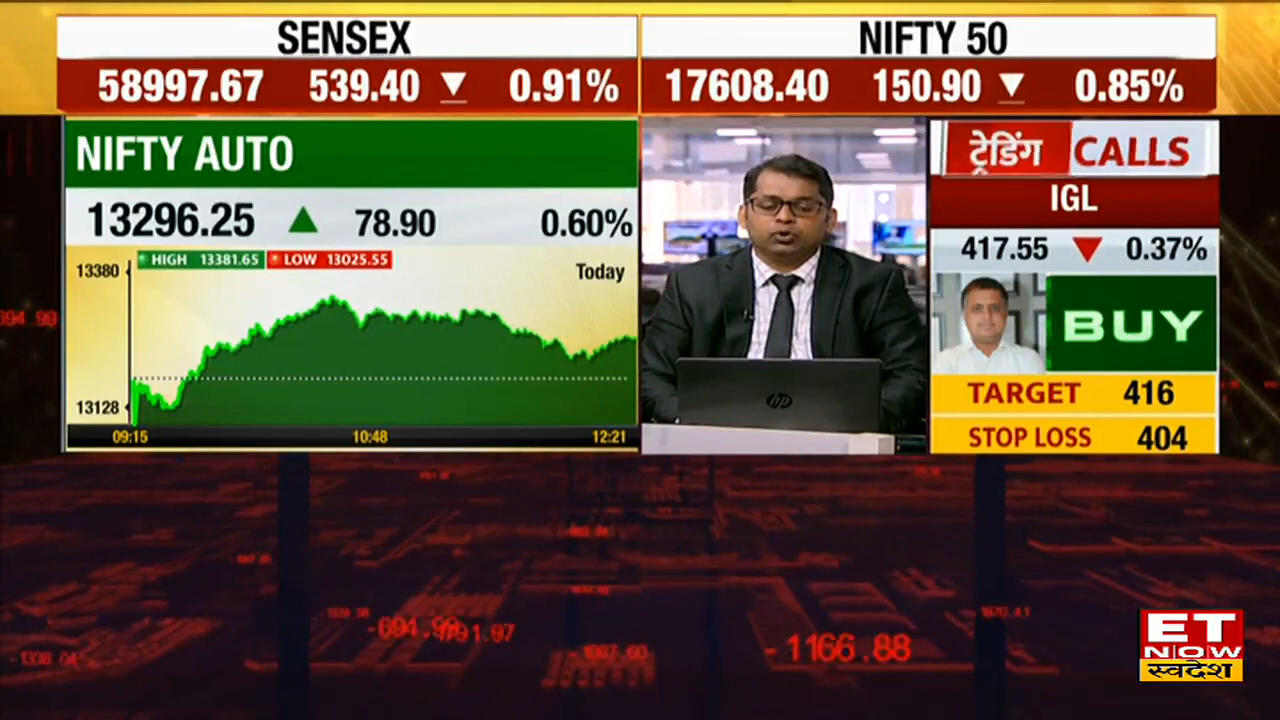 SENSEX
58997.67 539.40 ▼ 0.91%
NIFTY 50
17608.40 150.90 ▼ 0.85%
NIFTY AUTO
13296.25 ▲ 78.90 0.60%
HIGH 13381.65 LOW 13025.55
Today
13380
13128
09:15 10:48 12:21
hp
ट्रेडिंग CALLS
IGL
417.55 ▼ 0.37%
BUY
TARGET 416
STOP LOSS 404
-1166.88
ET
NOW
स्वदेश